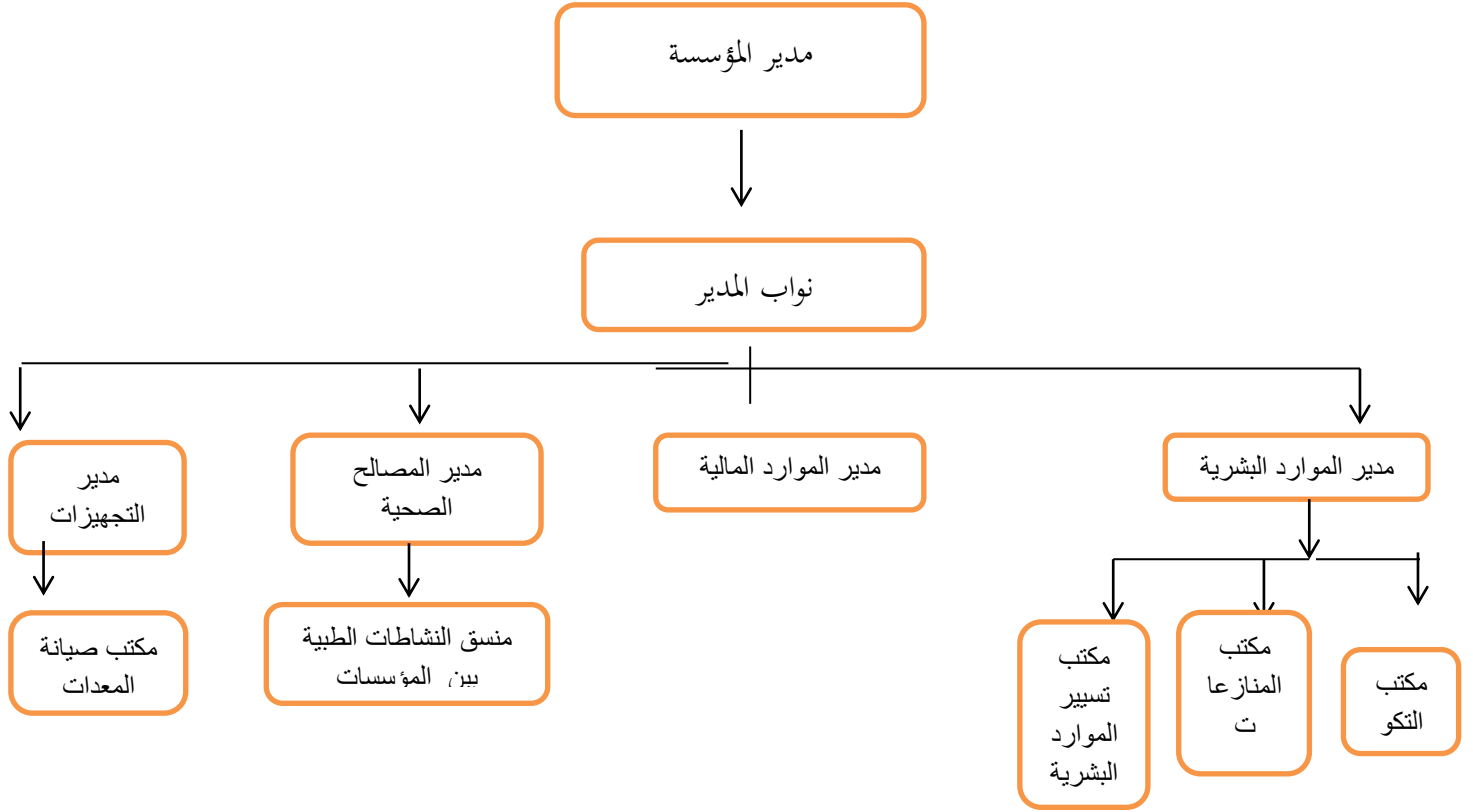 مدير المؤسسة
نواب المدير
مدير الموارد البشرية
مدير الموارد المالية
مدير المصالح
الصحية
مدير
التجهيزات
مكتب
التكو
مكتب
المنازعا
ت
مكتب
تسيير
الموارد
البشرية
منسق النشاطات الطبية
بين المؤسسات
مكتب صيانة
المعدات